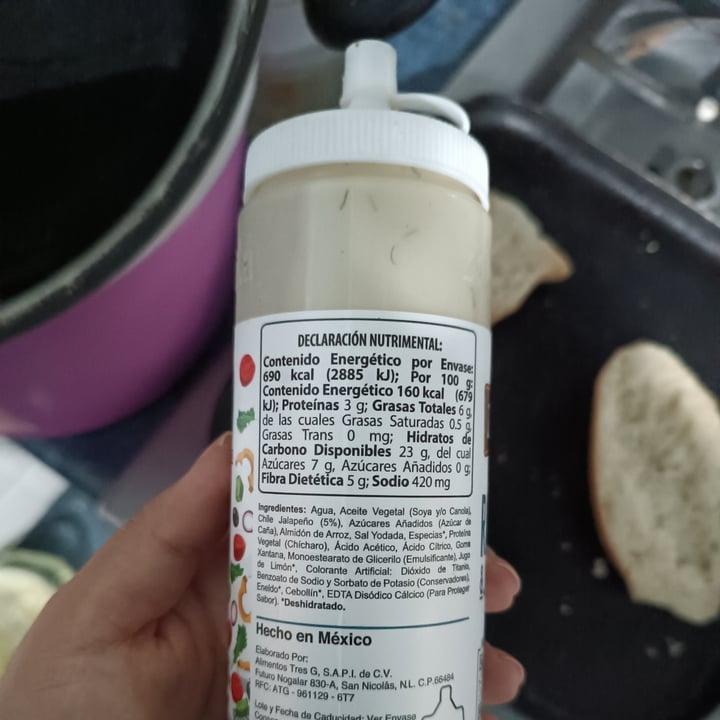 DECLARACIÓN NUTRIMENTAL:
Contenido Energético por Envase:
690 kcal (2885 kJ); Por 100 g:
Contenido Energético 160 kcal (679
kJ); Proteínas 3 g; Grasas Totales 6 g,
de las cuales Grasas Saturadas 0.5 g,
Grasas Trans 0 mg; Hidratos de
Carbono Disponibles 23 g, del cual
Azúcares 7 g, Azúcares Añadidos 0 g;
Fibra Dietética 5 g; Sodio 420 mg
Ingredientes: Agua, Aceite Vegetal (Soya y/o Canola),
Chile Jalapeño (5%), Azúcares Añadidos (Azúcar de
Caña), Almidón de Arroz, Sal Yodada, Especias*, Proteína
Vegetal (Chícharo), Ácido Acético, Ácido Cítrico, Goma
Xantana, Monoestearato de Glicerilo (Emulsificante), Jugo
de Limón*, Colorante Artificial: Dióxido de Titanio,
Benzoato de Sodio y Sorbato de Potasio (Conservadores),
Eneldo*, Cebollín*, EDTA Disódico Cálcico (Para Proteger
Sabor). *Deshidratado.
Hecho en México
Elaborado Por:
Alimentos Tres G, S.A.P.I. de C.V.
Futuro Nogalar 830-A, San Nicolás, N.L. C.P. 66484
RFC: ATG - 961129 - 6T7
Lote y Fecha de Caducidad: Ver Envase